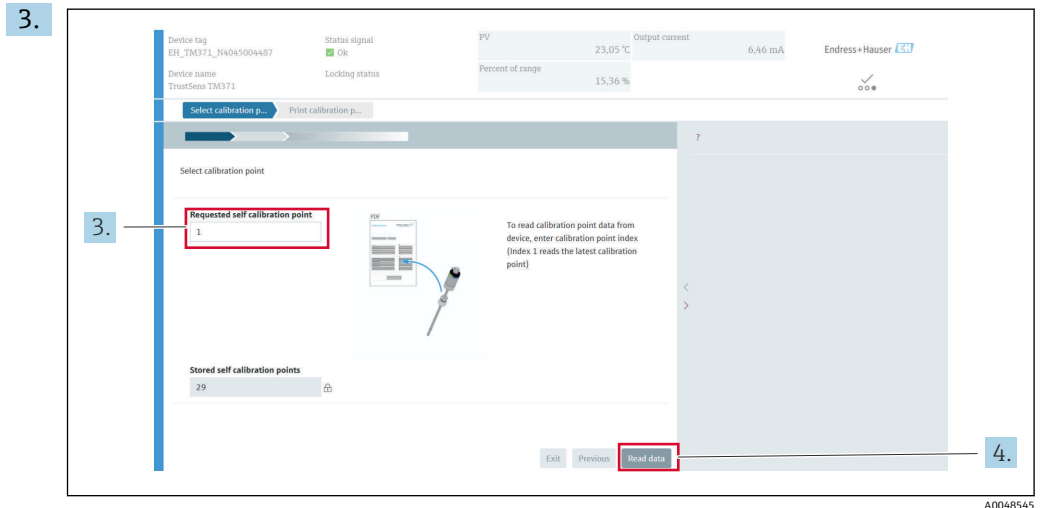 3.
Device tag
EH_TM371_N4045004487
Status signal
Ok
PV
23,05 °C
Output current
6,46 mA
Endress+Hauser EH
Device name
TrustSens TM371
Locking status
Percent of range
15,36 %
Select calibration p...
Print calibration p...
?
Select calibration point
3.
Requested self calibration point
1
PDF
To read calibration point data from
device, enter calibration point index
(Index 1 reads the latest calibration
point)
Stored self calibration points
29
Exit
Previous
Read data
4.
A0048545